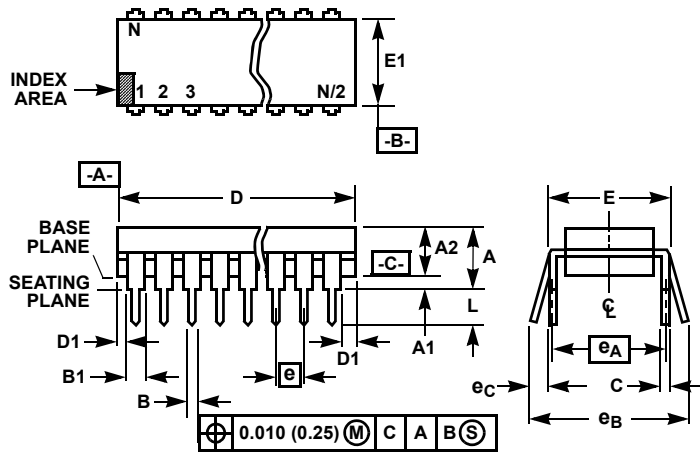 N
E1
INDEX
AREA
1 2 3 N/2
-B-
-A-
D
E
BASE
PLANE
A2
A
-C-
SEATING
PLANE
L
C
L
D1
A1
D1
e
eA
B1
eC
C
B
eB
0.010 (0.25) M C A B S